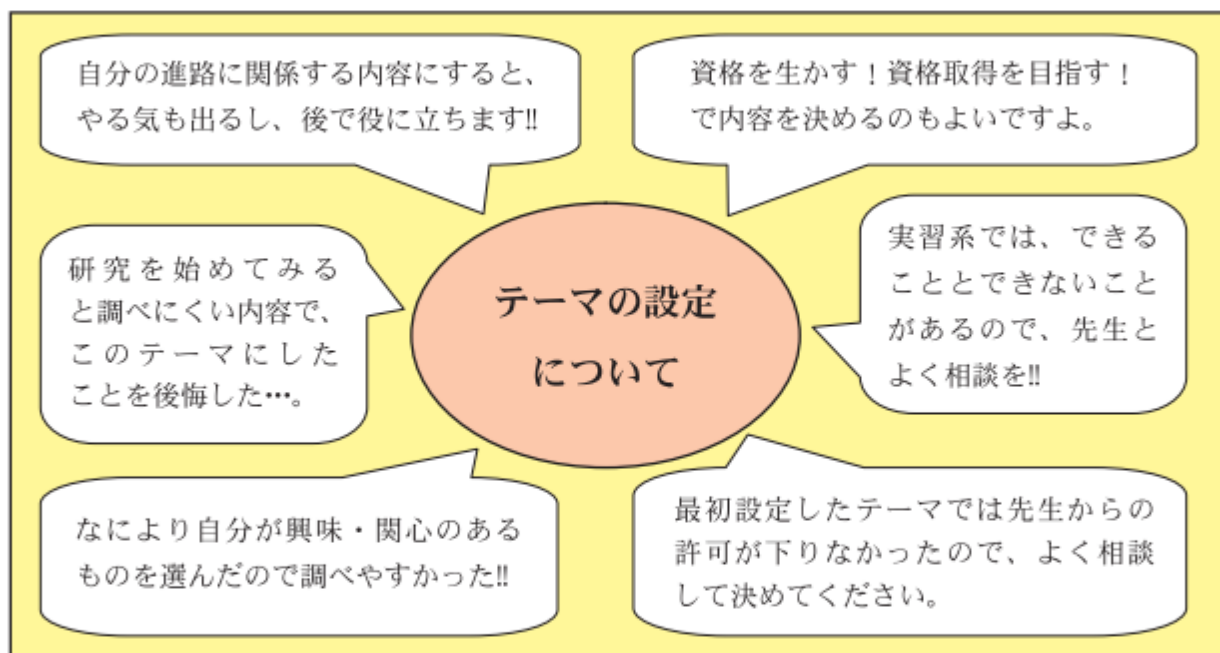 自分の進路に関係する内容にすると、
やる気も出るし、後で役に立ちます!!
資格を生かす！資格取得を目指す！
で内容を決めるのもよいですよ。
研究を始めてみる
と調べにくい内容で、
このテーマにした
ことを後悔した…。
テーマの設定
について
実習系では、できる
こととできないこと
があるので、先生と
よく相談を!!
なにより自分が興味・関心のある
ものを選んだので調べやすかった!!
最初設定したテーマでは先生からの
許可が下りなかったので、よく相談
して決めてください。